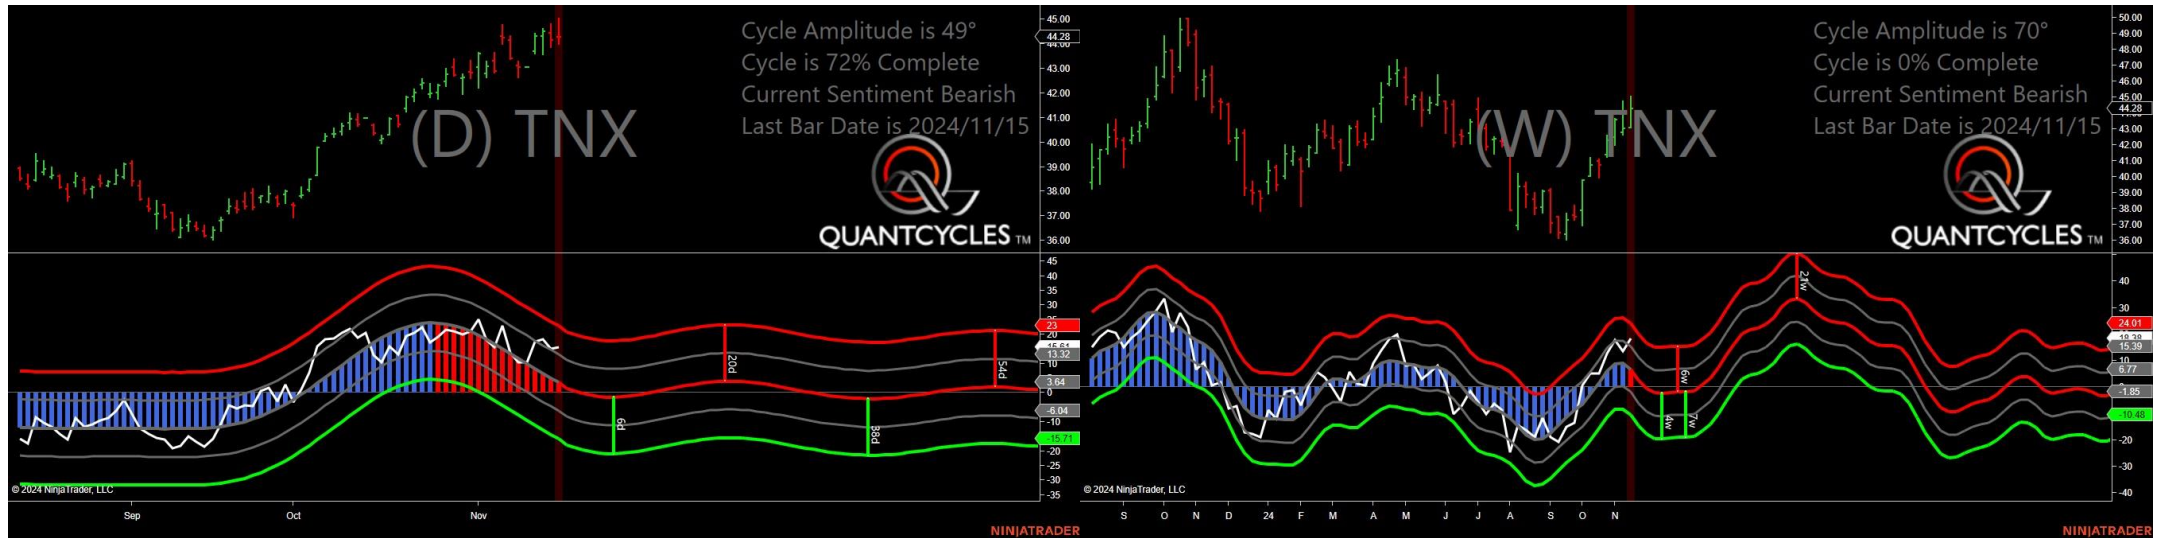 Cycle Amplitude is 49°
Cycle is 72% Complete
Current Sentiment Bearish
Last Bar Date is 2024/11/15
(D) TNX
QUANTCYCLES TM
45.00
44.28
44.00
43.00
42.00
41.00
40.00
39.00
38.00
37.00
36.00
45
40
35
30
25
23
20
15.61
13.32
10
3.64
0
-6.04
-10
-15.71
-20
-25
-30
-35
6d
20d
38d
54d
© 2024 NinjaTrader, LLC
Sep
Oct
Nov
NINJATRADER
Cycle Amplitude is 70°
Cycle is 0% Complete
Current Sentiment Bearish
Last Bar Date is 2024/11/15
(W) TNX
QUANTCYCLES TM
50.00
49.00
48.00
47.00
46.00
45.00
44.28
43.00
42.00
41.00
40.00
39.00
38.00
37.00
36.00
40
30
24.01
18.38
15.39
10
6.77
-1.85
-10.48
-20
-30
-40
4w
6w
7w
21w
© 2024 NinjaTrader, LLC
S
O
N
D
24
F
M
A
M
J
J
A
S
O
N
NINJATRADER